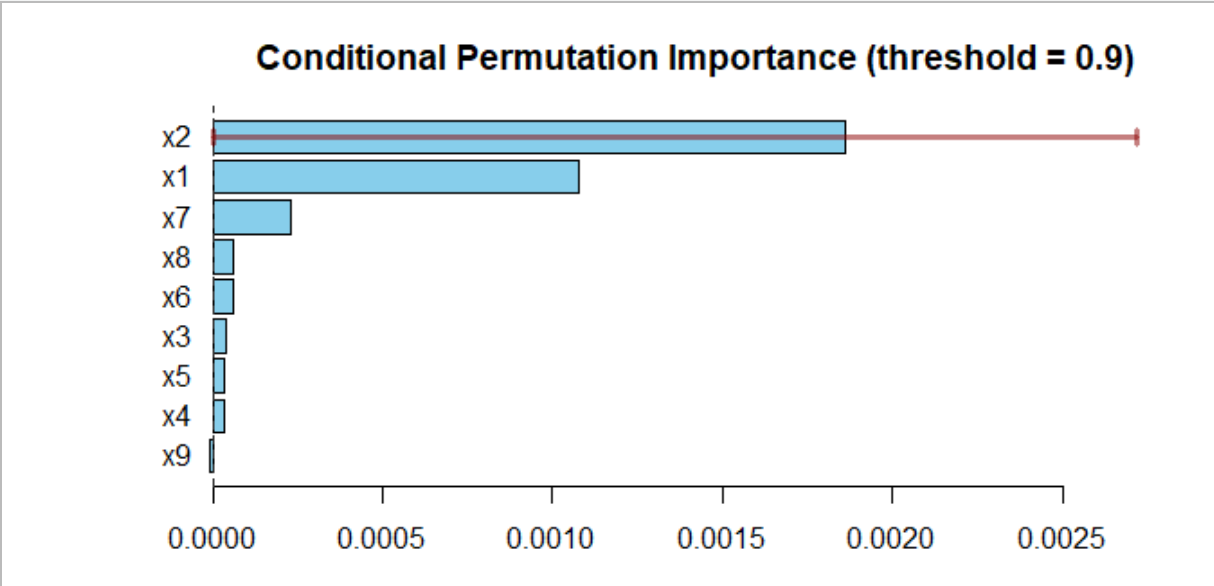 Conditional Permutation Importance (threshold = 0.9)
x2
x1
x7
x8
x6
x3
x5
x4
x9
0.0000 0.0005 0.0010 0.0015 0.0020 0.0025